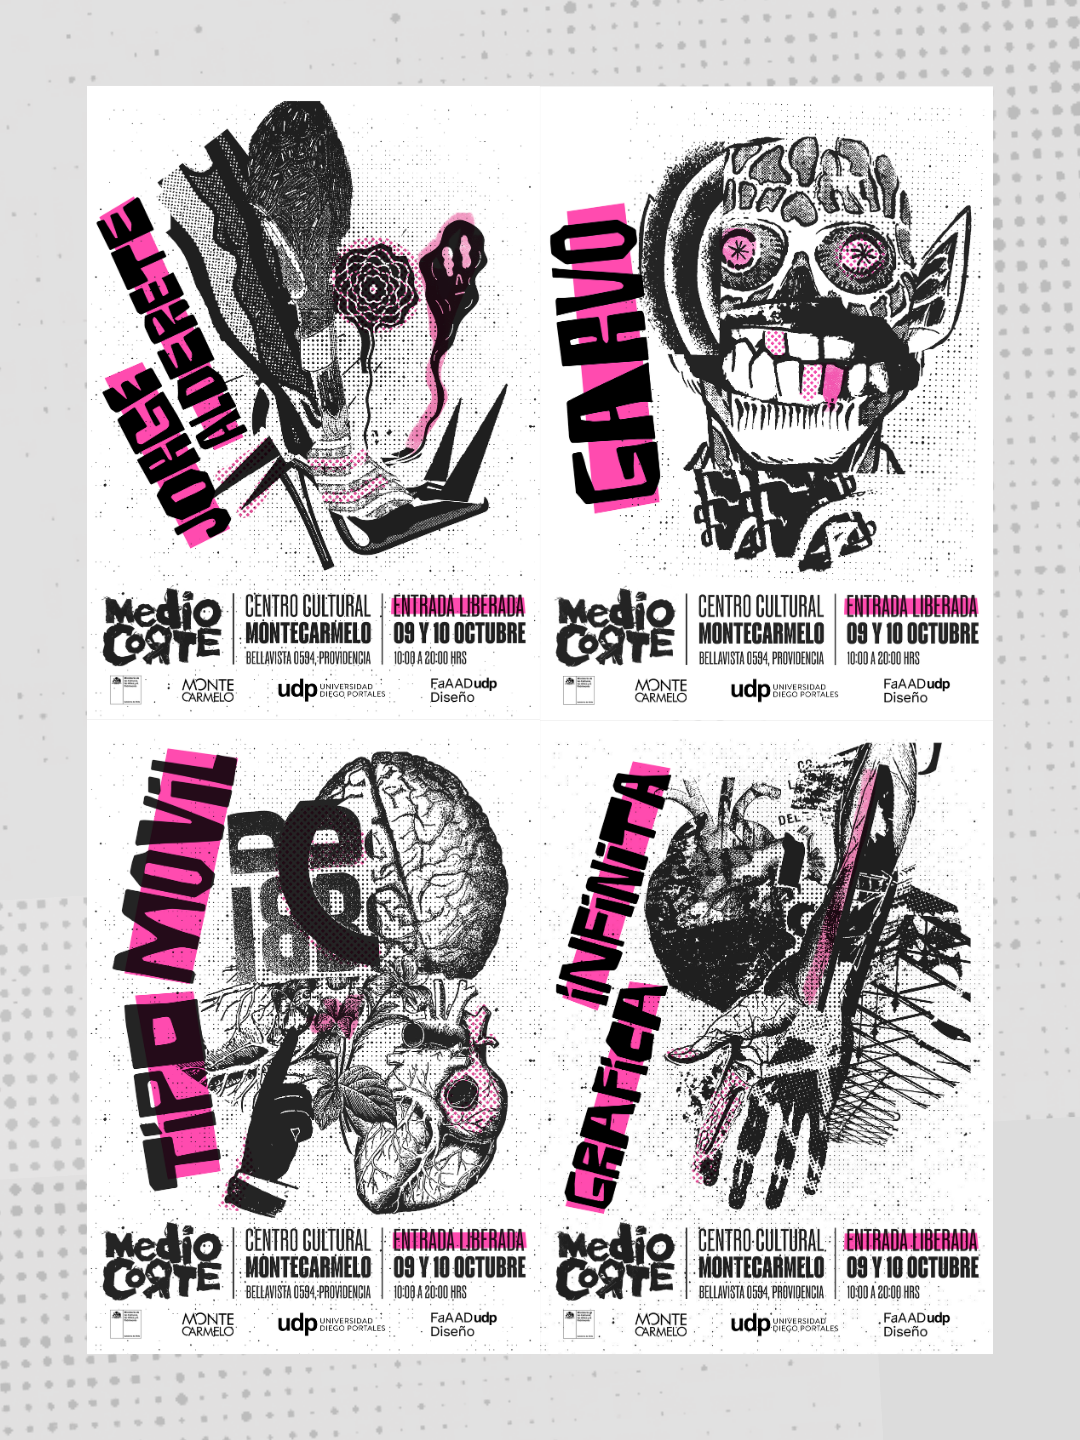 JORGE
ALDERETE
Medio
CORTE
CENTRO CULTURAL
MONTECARMELO
BELLAVISTA 0594, PROVIDENCIA
ENTRADA LIBERADA
09 Y 10 OCTUBRE
10:00 A 20:00 HRS
MONTE
CARMELO
udp UNIVERSIDAD
DIEGO PORTALES
FaAADudp
Diseño
GARVO
Medio
CORTE
CENTRO CULTURAL
MONTECARMELO
BELLAVISTA 0594, PROVIDENCIA
ENTRADA LIBERADA
09 Y 10 OCTUBRE
10:00 A 20:00 HRS
MONTE
CARMELO
udp UNIVERSIDAD
DIEGO PORTALES
FaAADudp
Diseño
TIPO MOVIL
De
188
e
Medio
CORTE
CENTRO CULTURAL
MONTECARMELO
BELLAVISTA 0594, PROVIDENCIA
ENTRADA LIBERADA
09 Y 10 OCTUBRE
10:00 A 20:00 HRS
MONTE
CARMELO
udp UNIVERSIDAD
DIEGO PORTALES
FaAADudp
Diseño
GRAFICA INFINITA
DEL
Medio
CORTE
CENTRO CULTURAL
MONTECARMELO
BELLAVISTA 0594, PROVIDENCIA
ENTRADA LIBERADA
09 Y 10 OCTUBRE
10:00 A 20:00 HRS
MONTE
CARMELO
udp UNIVERSIDAD
DIEGO PORTALES
FaAADudp
Diseño